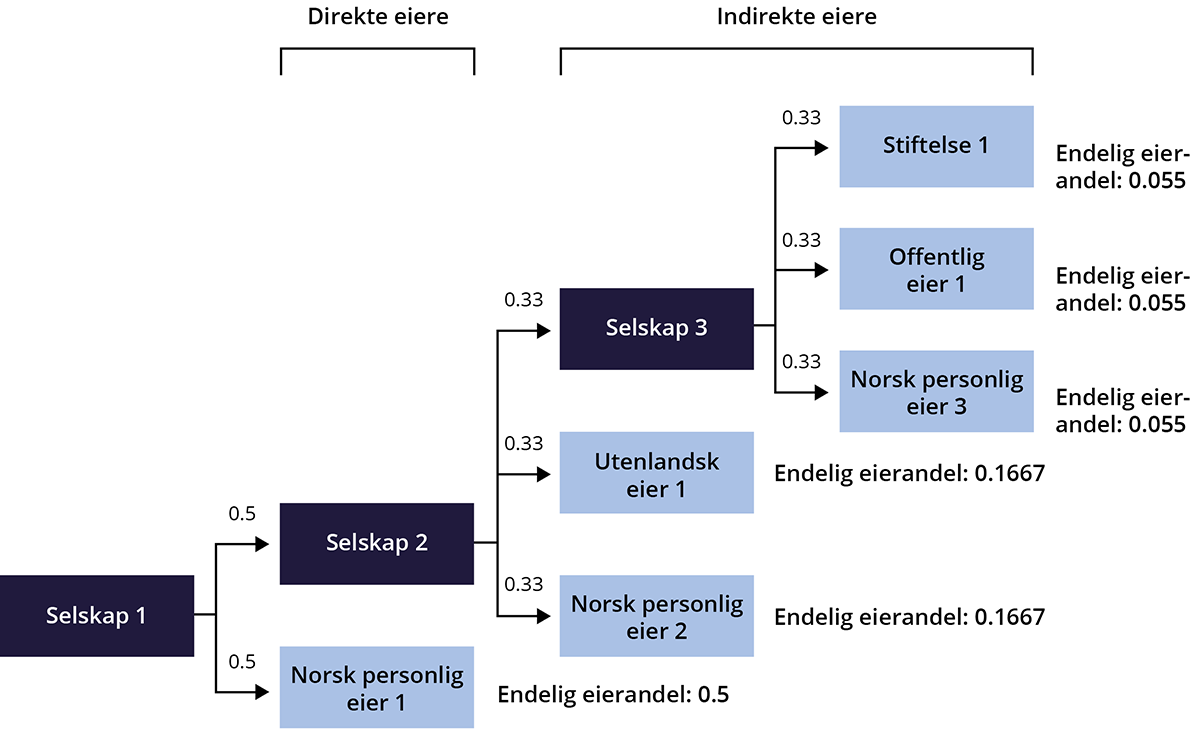 Direkte eiere
Indirekte eiere
0.33
Stiftelse 1
Endelig eier-
andel: 0.055
0.33
Offentlig
eier 1
Endelig eier-
andel: 0.055
0.33
Selskap 3
0.33
Norsk personlig
eier 3
Endelig eier-
andel: 0.055
0.33
Utenlandsk
eier 1
Endelig eierandel: 0.1667
0.5
Selskap 2
0.33
Norsk personlig
eier 2
Endelig eierandel: 0.1667
Selskap 1
0.5
Norsk personlig
eier 1
Endelig eierandel: 0.5